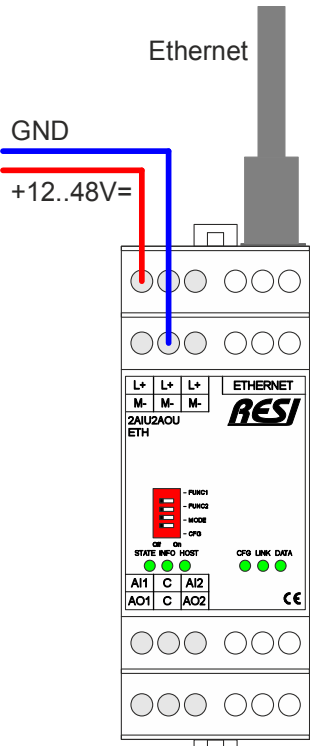 Ethernet
GND
+12..48V=
L+ L+ L+ ETHERNET
M- M- M-
RESI
2AIU2AOU
ETH
- FUNC1
- FUNC2
- MODE
- CFG
Off On
STATE INFO HOST CFG LINK DATA
AI1 C AI2
AO1 C AO2 CE